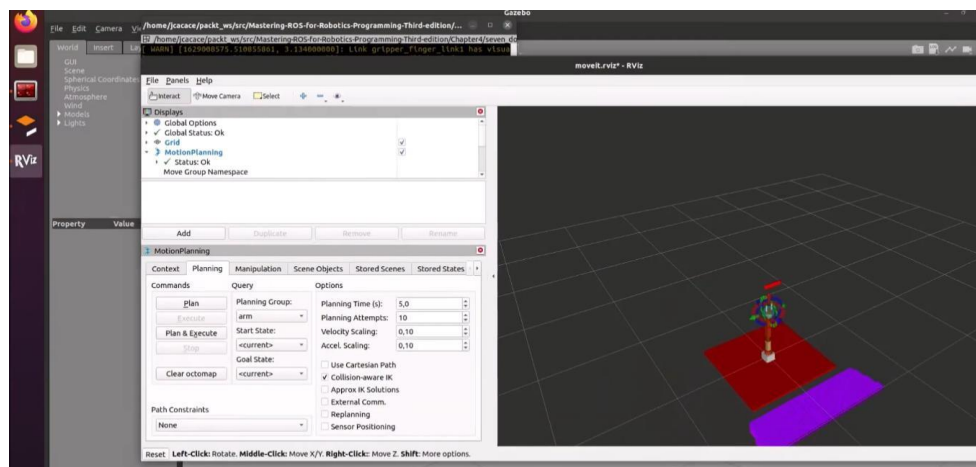 Gazebo
File Edit Camera
/home/jcacace/packt_ws/src/Mastering-ROS-for-Robotics-Programming-Third-edition/...
/home/jcacace/packt_ws/src/Mastering-ROS-for-Robotics-Programming-Third-edition/Chapter4/seven_do
[ WARN] [1629008575.510855861, 3.134000000]: Link gripper_finger_link1 has visua
World Insert
GUI
Scene
Spherical Coordinates
Physics
Atmosphere
Wind
Models
Lights
Property Value
RViz
moveit.rviz* - RViz
File Panels Help
Interact Move Camera Select
Displays
Global Options
Global Status: Ok
Grid
MotionPlanning
Status: Ok
Move Group Namespace
Add Duplicate Remove Rename
MotionPlanning
Context Planning Manipulation Scene Objects Stored Scenes Stored States
Commands Query Options
Plan
Execute
Plan & Execute
Stop
Clear octomap
Planning Group:
arm
Start State:
<current>
Goal State:
<current>
Planning Time (s): 5,0
Planning Attempts: 10
Velocity Scaling: 0,10
Accel. Scaling: 0,10
Use Cartesian Path
Collision-aware IK
Approx IK Solutions
External Comm.
Replanning
Sensor Positioning
Path Constraints
None
Reset Left-Click: Rotate. Middle-Click: Move X/Y. Right-Click: Move Z. Shift: More options.